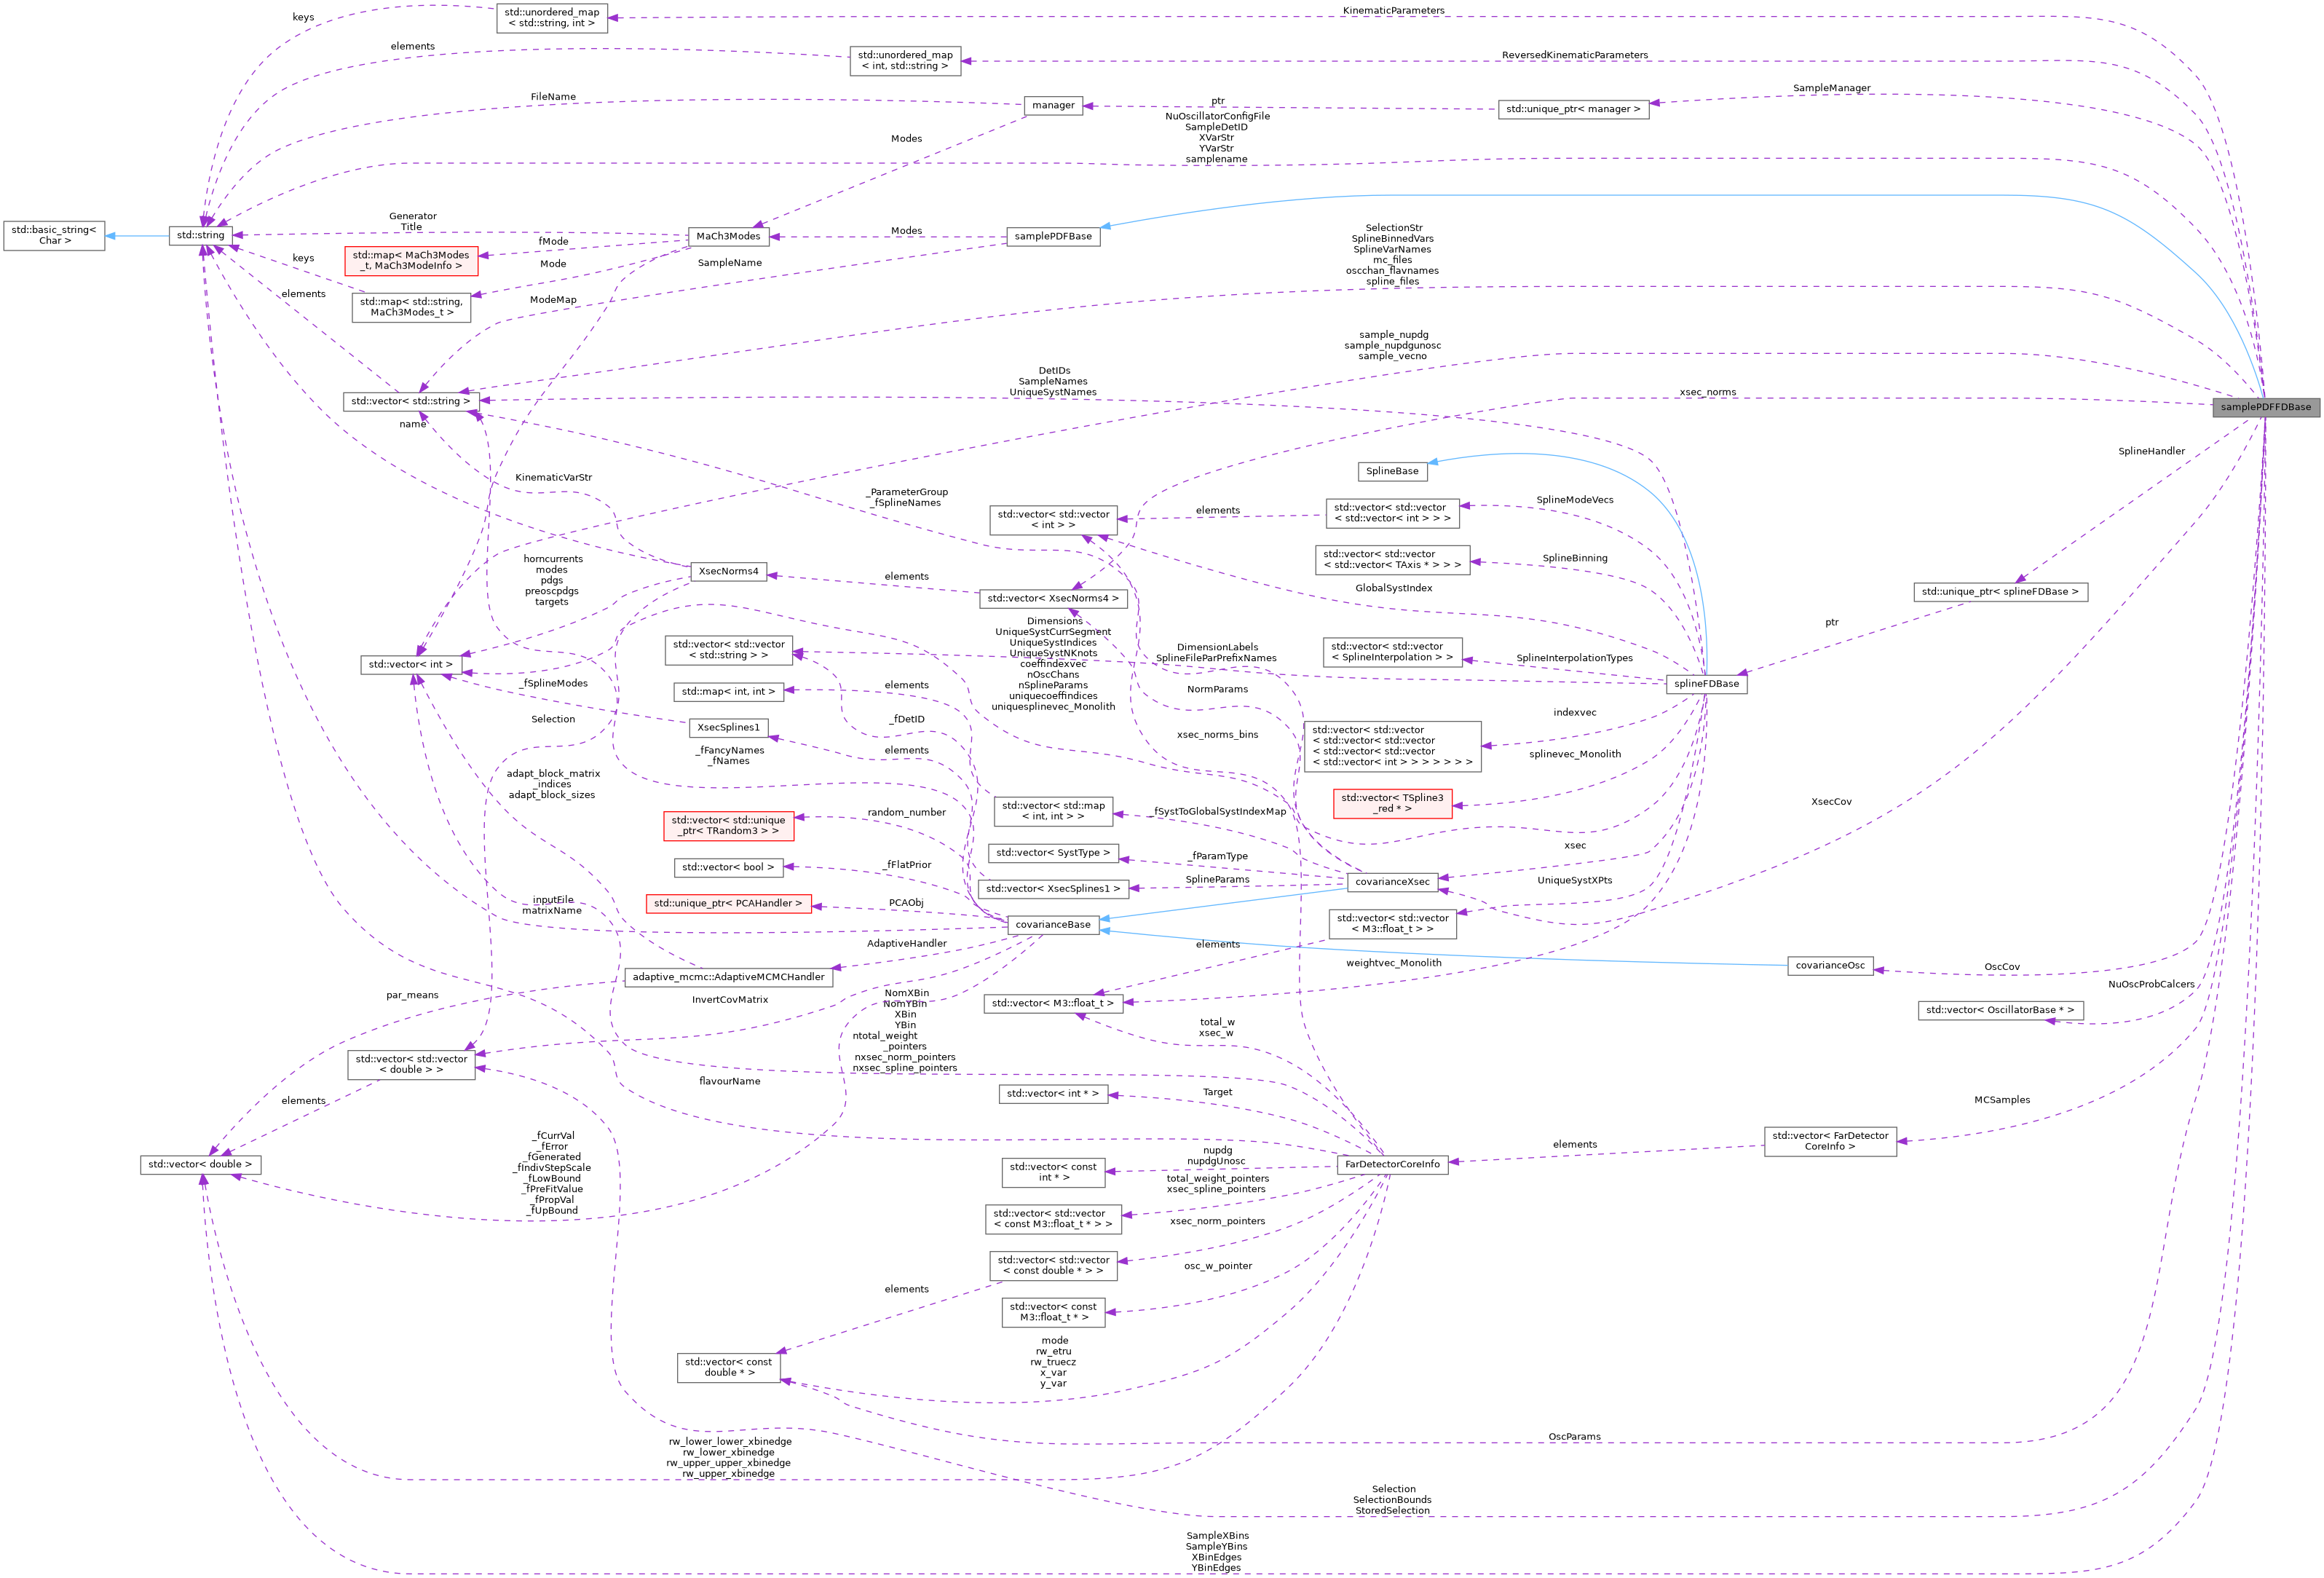 keys
std::unordered_map
< std::string, int >
KinematicParameters
elements
std::unordered_map
< int, std::string >
ReversedKinematicParameters
FileName
manager
ptr
std::unique_ptr< manager >
SampleManager
NuOscillatorConfigFile
SampleDetID
XVarStr
YVarStr
samplename
Modes
std::basic_string<
Char >
std::string
Generator
Title
MaCh3Modes
Modes
samplePDFBase
fMode
std::map< MaCh3Modes
_t, MaCh3ModeInfo >
keys
Mode
SampleName
std::map< std::string,
MaCh3Modes_t >
elements
ModeMap
SelectionStr
SplineBinnedVars
SplineVarNames
mc_files
oscchan_flavnames
spline_files
sample_nupdg
sample_nupdgunosc
sample_vecno
DetIDs
SampleNames
UniqueSystNames
xsec_norms
samplePDFFDBase
std::vector< std::string >
name
SplineHandler
SplineBase
KinematicVarStr
_ParameterGroup
_fSplineNames
std::vector< std::vector
< int > >
elements
std::vector< std::vector
< std::vector< int > > >
SplineModeVecs
std::vector< std::vector
< std::vector< TAxis * > > >
SplineBinning
horncurrents
modes
pdgs
preoscpdgs
targets
XsecNorms4
elements
std::vector< XsecNorms4 >
GlobalSystIndex
std::unique_ptr< splineFDBase >
ptr
Dimensions
UniqueSystCurrSegment
UniqueSystIndices
UniqueSystNKnots
coeffindexvec
nOscChans
nSplineParams
uniquecoeffindices
uniquesplinevec_Monolith
std::vector< std::vector
< std::string > >
DimensionLabels
SplineFileParPrefixNames
std::vector< std::vector
< SplineInterpolation > >
SplineInterpolationTypes
std::vector< int >
splineFDBase
_fSplineModes
std::map< int, int >
elements
NormParams
_fDetID
Selection
XsecSplines1
indexvec
std::vector< std::vector
< std::vector< std::vector
< std::vector< std::vector
< std::vector< int > > > > > > >
xsec_norms_bins
_fFancyNames
_fNames
elements
splinevec_Monolith
adapt_block_matrix
_indices
adapt_block_sizes
std::vector< TSpline3
_red * >
XsecCov
std::vector< std::unique
_ptr< TRandom3 > >
random_number
std::vector< std::map
< int, int > >
_fSystToGlobalSystIndexMap
std::vector< bool >
_fFlatPrior
std::vector< SystType >
_fParamType
xsec
std::vector< XsecSplines1 >
SplineParams
covarianceXsec
UniqueSystXPts
inputFile
matrixName
std::unique_ptr< PCAHandler >
PCAObj
covarianceBase
std::vector< std::vector
< M3::float_t > >
AdaptiveHandler
elements
adaptive_mcmc::AdaptiveMCMCHandler
weightvec_Monolith
covarianceOsc
OscCov
par_means
InvertCovMatrix
NomXBin
NomYBin
XBin
YBin
ntotal_weight
_pointers
nxsec_norm_pointers
nxsec_spline_pointers
std::vector< M3::float_t >
NuOscProbCalcers
std::vector< OscillatorBase * >
total_w
xsec_w
std::vector< std::vector
< double > >
flavourName
elements
std::vector< int * >
Target
MCSamples
_fCurrVal
_fError
_fGenerated
_fIndivStepScale
_fLowBound
_fPreFitValue
_fPropVal
_fUpBound
std::vector< FarDetector
CoreInfo >
elements
FarDetectorCoreInfo
std::vector< double >
std::vector< const
int * >
nupdg
nupdgUnosc
total_weight_pointers
xsec_spline_pointers
std::vector< std::vector
< const M3::float_t * > >
xsec_norm_pointers
std::vector< std::vector
< const double * > >
osc_w_pointer
elements
std::vector< const
M3::float_t * >
mode
rw_etru
rw_truecz
x_var
y_var
std::vector< const
double * >
OscParams
rw_lower_lower_xbinedge
rw_lower_xbinedge
rw_upper_upper_xbinedge
rw_upper_xbinedge
Selection
SelectionBounds
StoredSelection
SampleXBins
SampleYBins
XBinEdges
YBinEdges